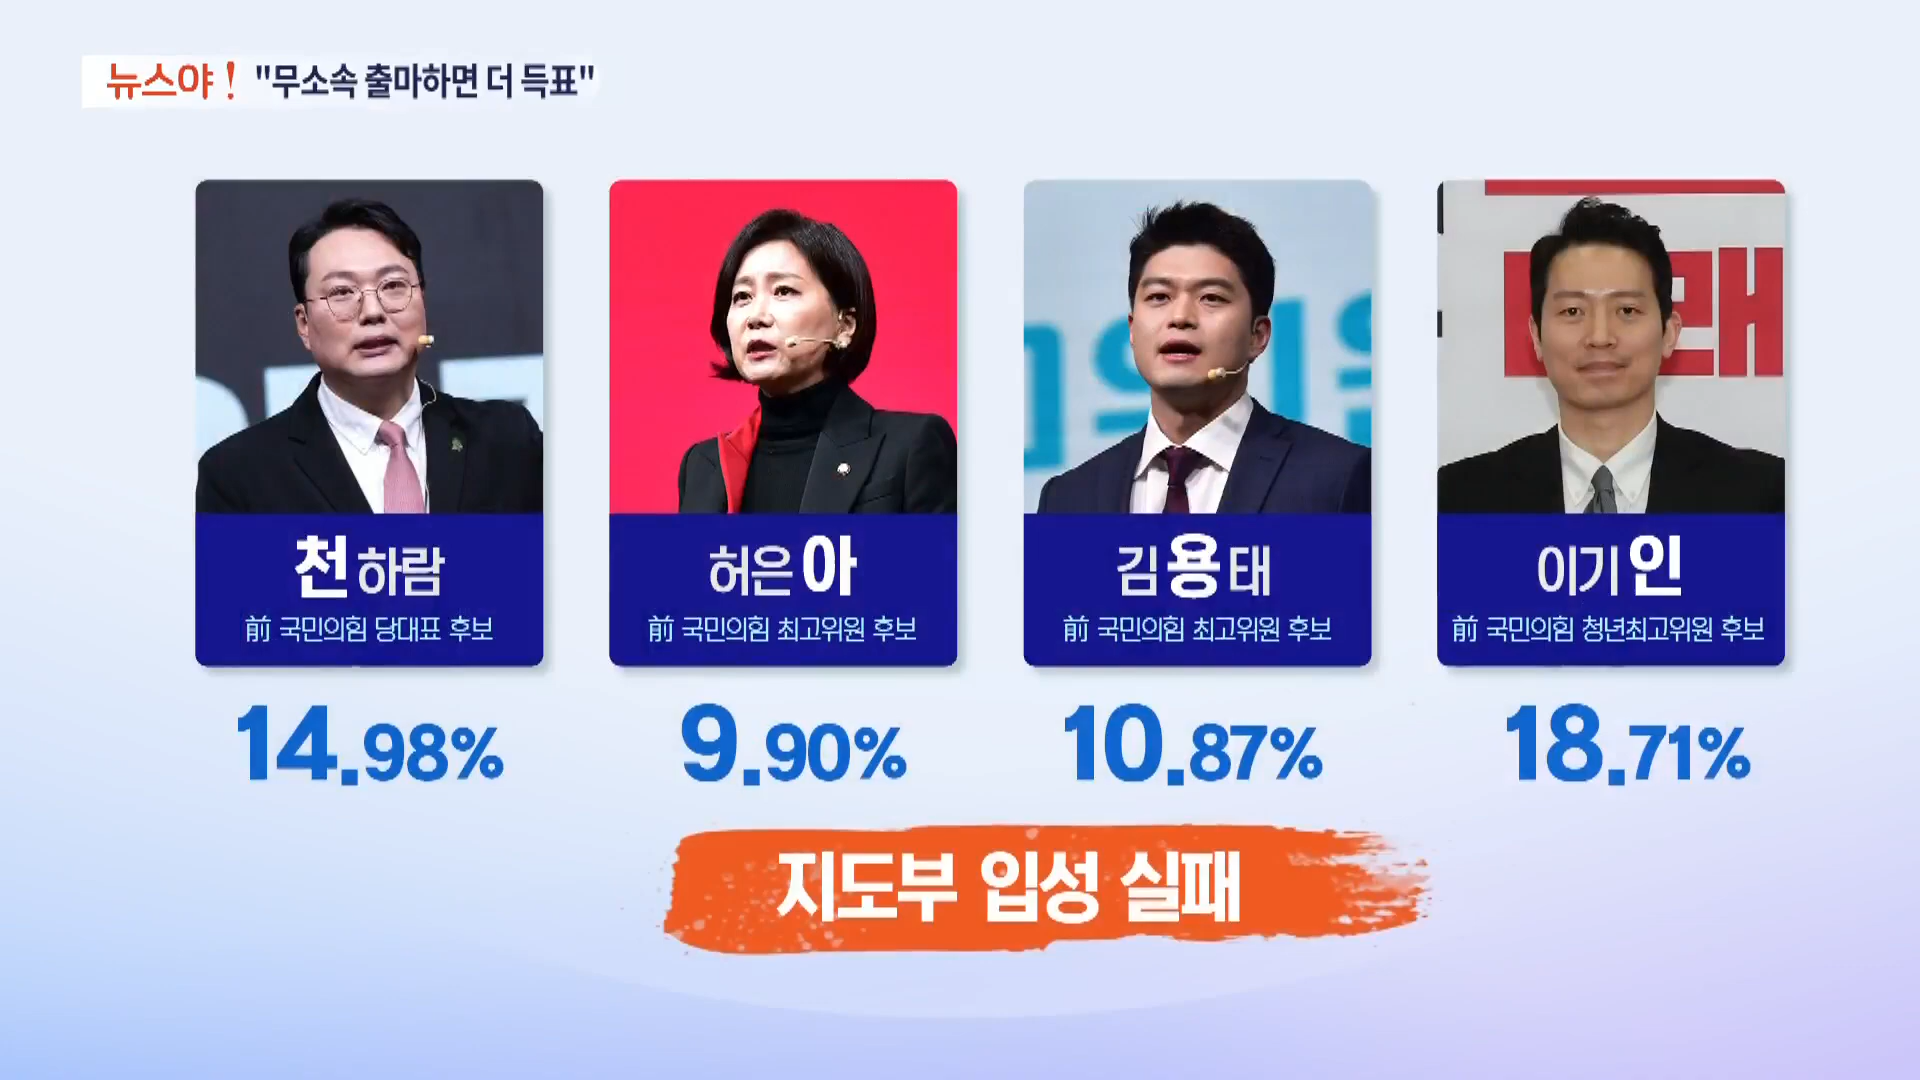 뉴스야! "무소속 출마하면 더 득표"
래
천하람
前 국민의힘 당대표 후보
14.98%
허은아
前 국민의힘 최고위원 후보
9.90%
김용태
前 국민의힘 최고위원 후보
10.87%
이기인
前 국민의힘 청년최고위원 후보
18.71%
지도부 입성 실패